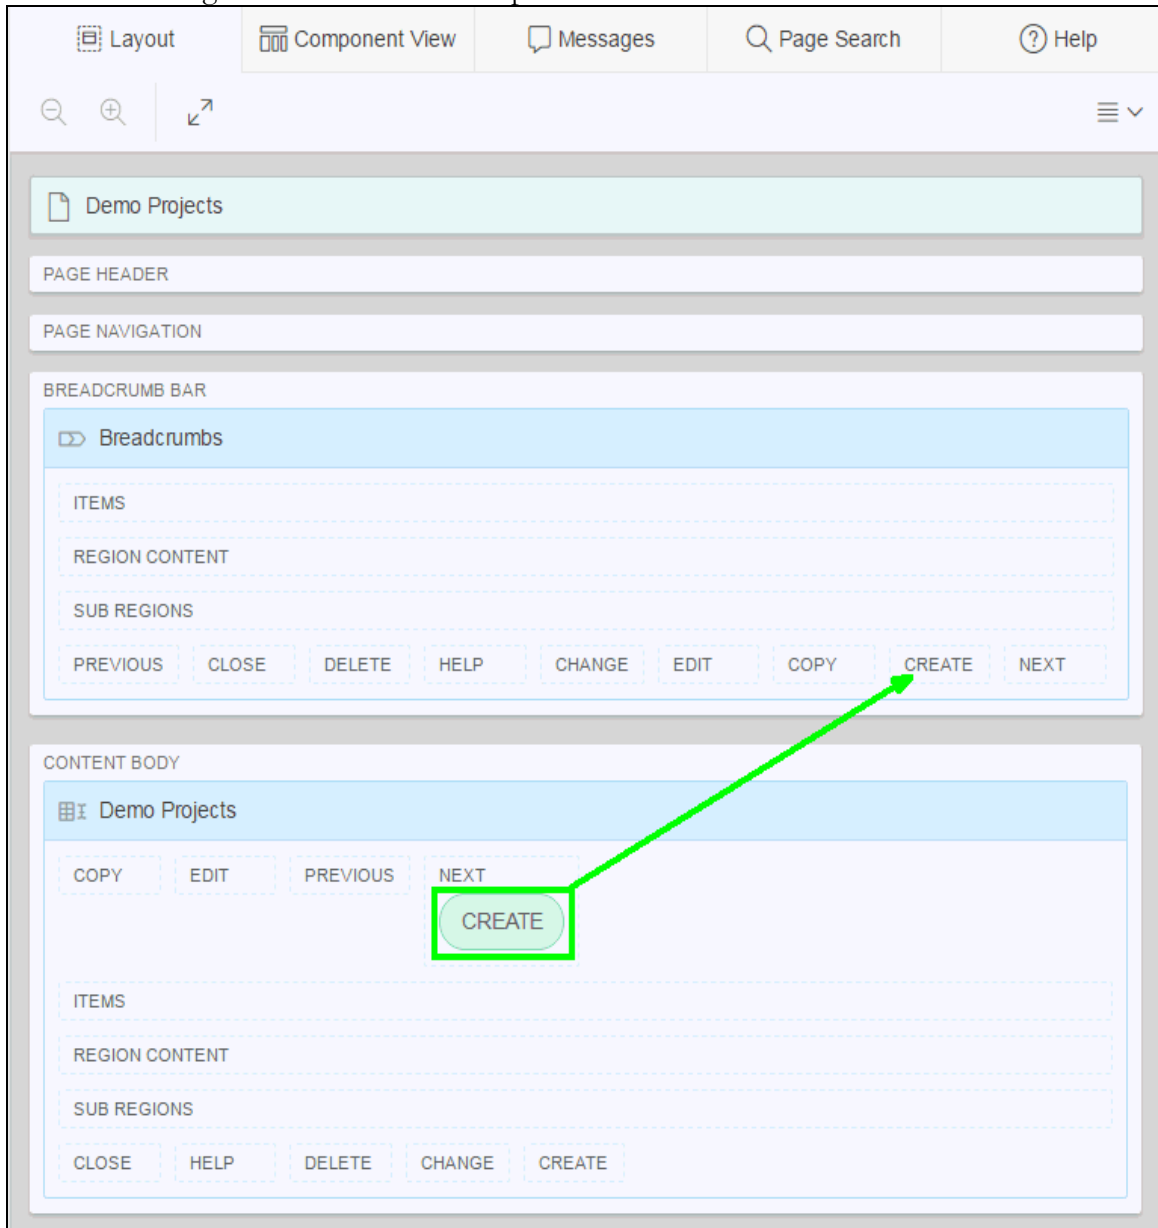 Layout Component View Messages Page Search Help
Demo Projects
PAGE HEADER
PAGE NAVIGATION
BREADCRUMB BAR
Breadcrumbs
ITEMS
REGION CONTENT
SUB REGIONS
PREVIOUS CLOSE DELETE HELP CHANGE EDIT COPY CREATE NEXT
CONTENT BODY
Demo Projects
COPY EDIT PREVIOUS NEXT
CREATE
ITEMS
REGION CONTENT
SUB REGIONS
CLOSE HELP DELETE CHANGE CREATE